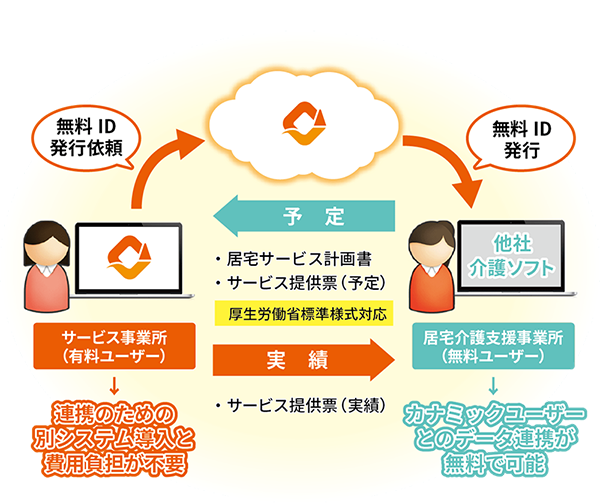 無料 ID
発行依頼
無料 ID
発行
予 定
・居宅サービス計画書
・サービス提供票（予定）
厚生労働省標準様式対応
他社
介護ソフト
サービス事業所
（有料ユーザー）
実 績
居宅介護支援事業所
（無料ユーザー）
・サービス提供票（実績）
↓
連携のための
別システム導入と
費用負担が不要
↓
カナミックユーザー
とのデータ連携が
無料で可能